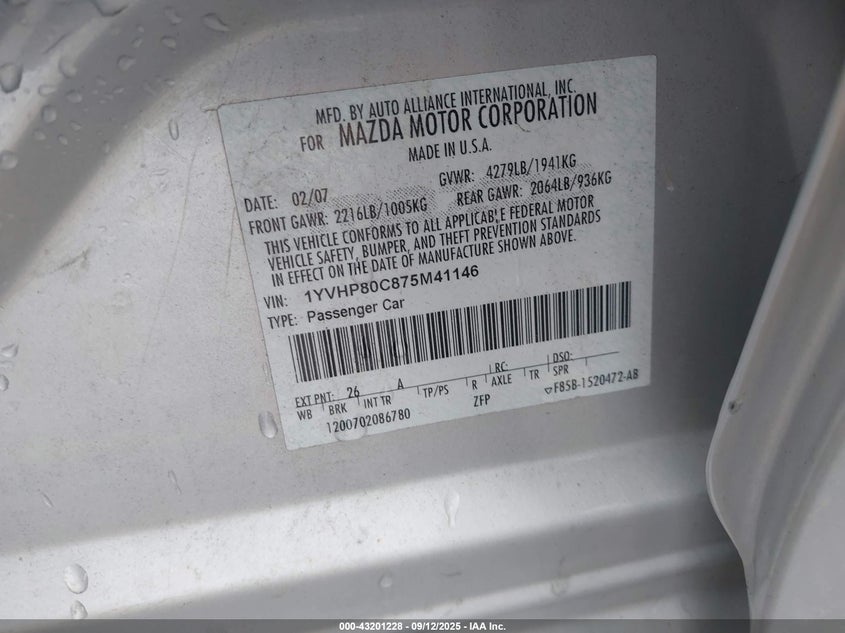 MFD. BY AUTO ALLIANCE INTERNATIONAL, INC.
FOR MAZDA MOTOR CORPORATION
MADE IN U.S.A.
DATE: 02/07 GVWR: 4279LB/1941KG
FRONT GAWR: 2216LB/1005KG REAR GAWR: 2064LB/936KG
THIS VEHICLE CONFORMS TO ALL APPLICABLE FEDERAL MOTOR
VEHICLE SAFETY, BUMPER, AND THEFT PREVENTION STANDARDS
IN EFFECT ON THE DATE OF MANUFACTURE SHOWN ABOVE.
VIN: 1YVHP80C875M41146
TYPE: Passenger Car
EXT PNT: 26 A RC: DSO:
WB BRK INT TR TP/PS R AXLE TR SPR
1200702086780 ZFP F85B-1520472-AB
000-43201228 - 09/12/2025 - IAA Inc.